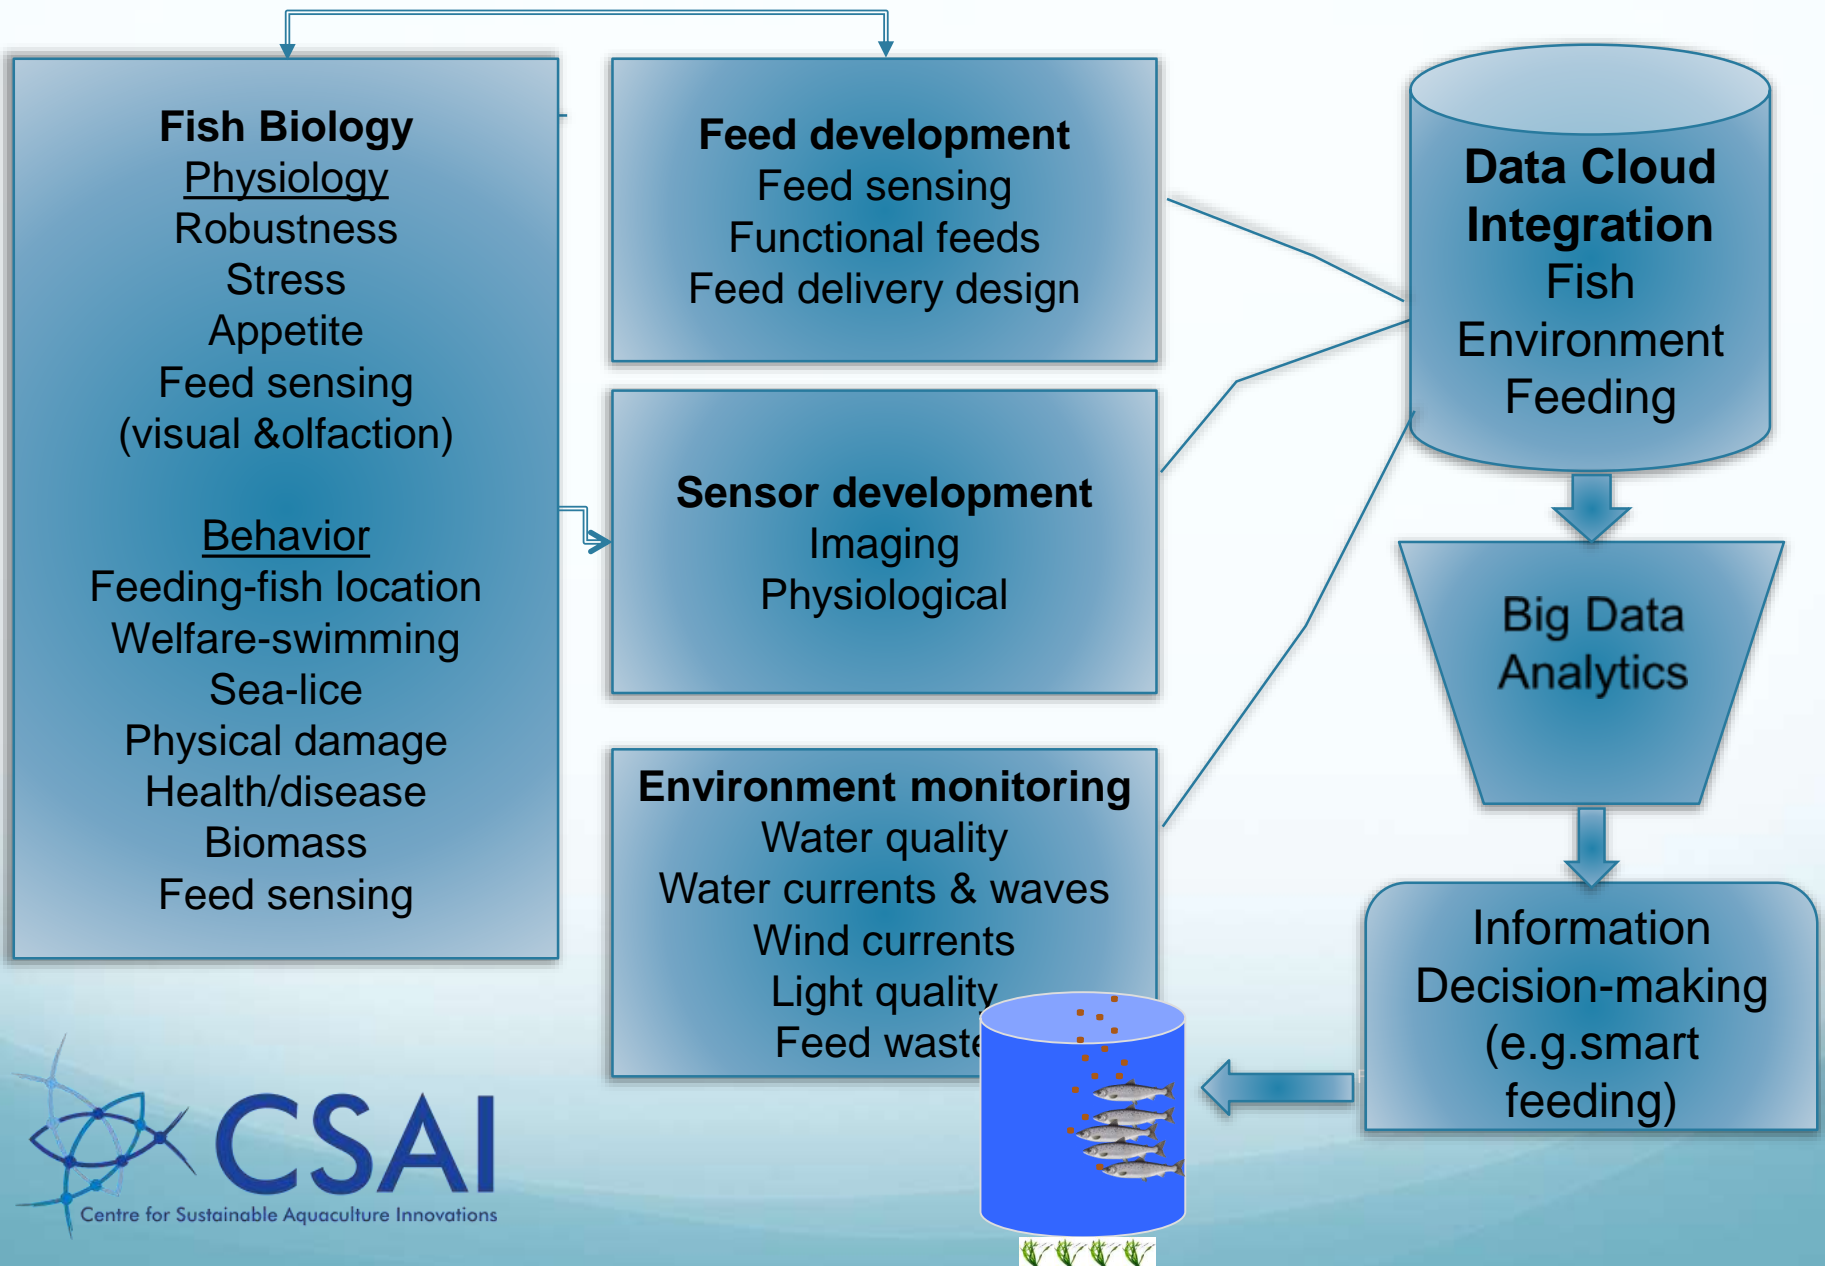 Fish Biology
Physiology
Robustness
Stress
Appetite
Feed sensing
(visual &olfaction)
Behavior
Feeding-fish location
Welfare-swimming
Sea-lice
Physical damage
Health/disease
Biomass
Feed sensing
Feed development
Feed sensing
Functional feeds
Feed delivery design
Sensor development
Imaging
Physiological
Environment monitoring
Water quality
Water currents & waves
Wind currents
Light quality
Feed waste
Data Cloud
Integration
Fish
Environment
Feeding
Big Data
Analytics
Information
Decision-making
(e.g.smart
feeding)
CSAI
Centre for Sustainable Aquaculture Innovations